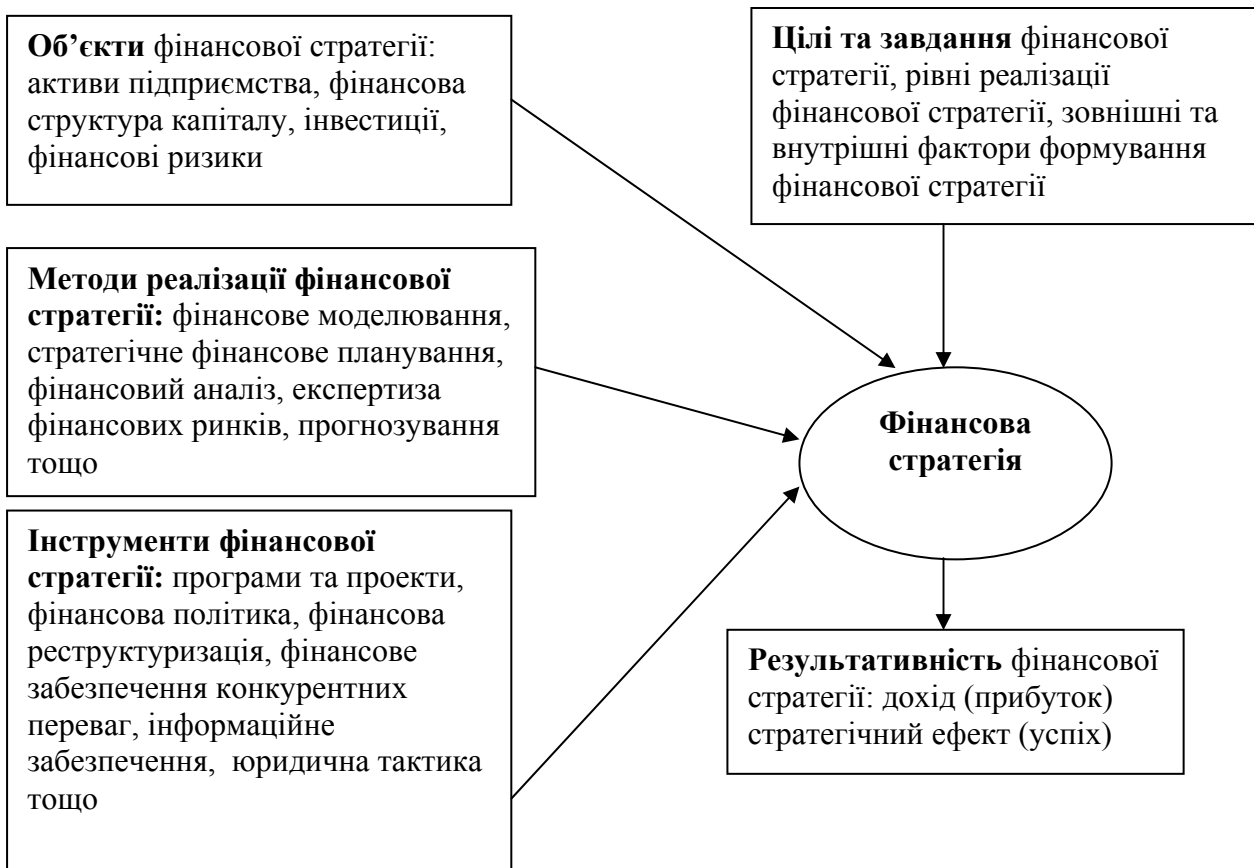 Об’єкти фінансової стратегії:
активи підприємства, фінансова
структура капіталу, інвестиції,
фінансові ризики
Цілі та завдання фінансової
стратегії, рівні реалізації
фінансової стратегії, зовнішні та
внутрішні фактори формування
фінансової стратегії
Методи реалізації фінансової
стратегії: фінансове моделювання,
стратегічне фінансове планування,
фінансовий аналіз, експертиза
фінансових ринків, прогнозування
тощо
Фінансова
стратегія
Інструменти фінансової
стратегії: програми та проекти,
фінансова політика, фінансова
реструктуризація, фінансове
забезпечення конкурентних
переваг, інформаційне
забезпечення, юридична тактика
тощо
Результативність фінансової
стратегії: дохід (прибуток)
стратегічний ефект (успіх)